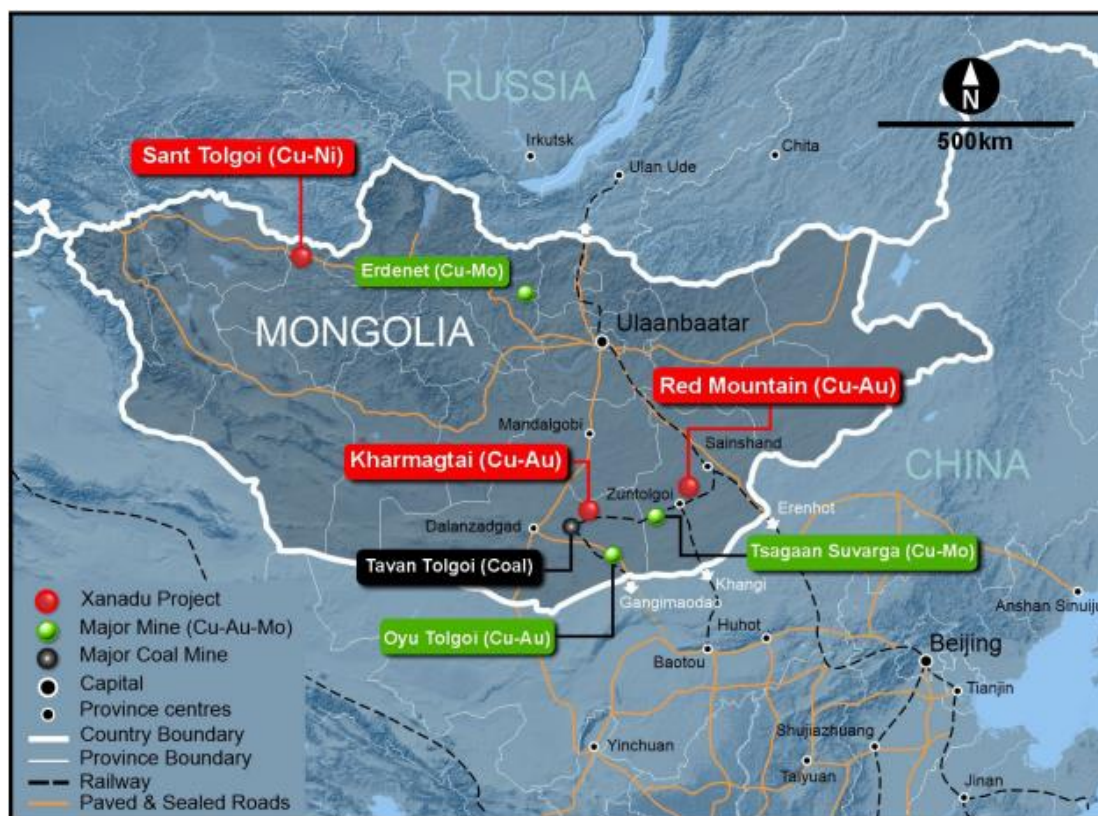 RUSSIA
N
500km
Irkutsk
Chita
Sant Tolgoi (Cu-Ni)
Ulan Ude
Erdenet (Cu-Mo)
MONGOLIA
Ulaanbaatar
Red Mountain (Cu-Au)
Mandalgobi
Sainshand
Kharmagtai (Cu-Au)
CHINA
Zuntolgoi
Erenhot
Dalanzadgad
Tsagaan Suvarga (Cu-Mo)
Tavan Tolgoi (Coal)
Khangi
Gangimaodao
Anshan Sinuiju
Oyu Tolgoi (Cu-Au)
Huhot
Baotou
Beijing
Tianjin
Shujiazhuang
Yinchuan
Taiyuan
Jinan
Xanadu Project
Major Mine (Cu-Au-Mo)
Major Coal Mine
Capital
Province centres
Country Boundary
Province Boundary
Railway
Paved & Sealed Roads